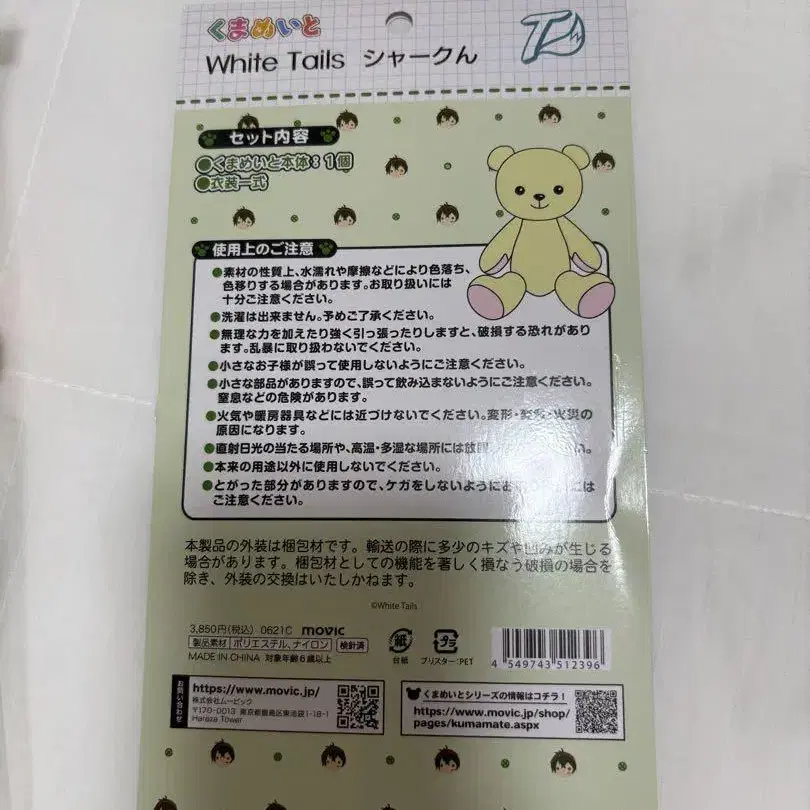 くまめいと
White Tails シャークん
セット内容
●くまめいと本体：1個
●衣装一式
使用上のご注意
●素材の性質上、水濡れや摩擦などにより色落ち、
色移りする場合があります。お取り扱いには
十分ご注意ください。
●洗濯は出来ません。予めご了承ください。
●無理な力を加えたり強く引っ張ったりしますと、破損する恐れがあり
ます。乱暴に取り扱わないでください。
●小さなお子様が誤って使用しないようにご注意ください。
●小さな部品がありますので、誤って飲み込まないようにご注意ください。
窒息などの危険があります。
●火気や暖房器具などには近づけないでください。変形・変色・火災の
原因になります。
●直射日光の当たる場所や、高温・多湿な場所には放置 い。
●本来の用途以外に使用しないでください。
●とがった部分がありますので、ケガをしないように には
ご注意ください。
本製品の外装は梱包材です。輸送の際に多少のキズや凹みが生じる
場合があります。梱包材としての機能を著しく損なう破損の場合を
除き、外装の交換はいたしかねます。
©White Tails
3,850円(税込) 0621C movic
製品素材 ポリエステル、ナイロン 検針済
MADE IN CHINA 対象年齢6歳以上
紙
台紙
プラ
ブリスター:PET
4 549743 512396
お問い合わせ
https://www.movic.jp/
株式会社ムービック
〒170-0013 東京都豊島区東池袋1-18-1
Hareza Tower
くまめいとシリーズの情報はコチラ！
https://www.movic.jp/shop/
pages/kumamate.aspx